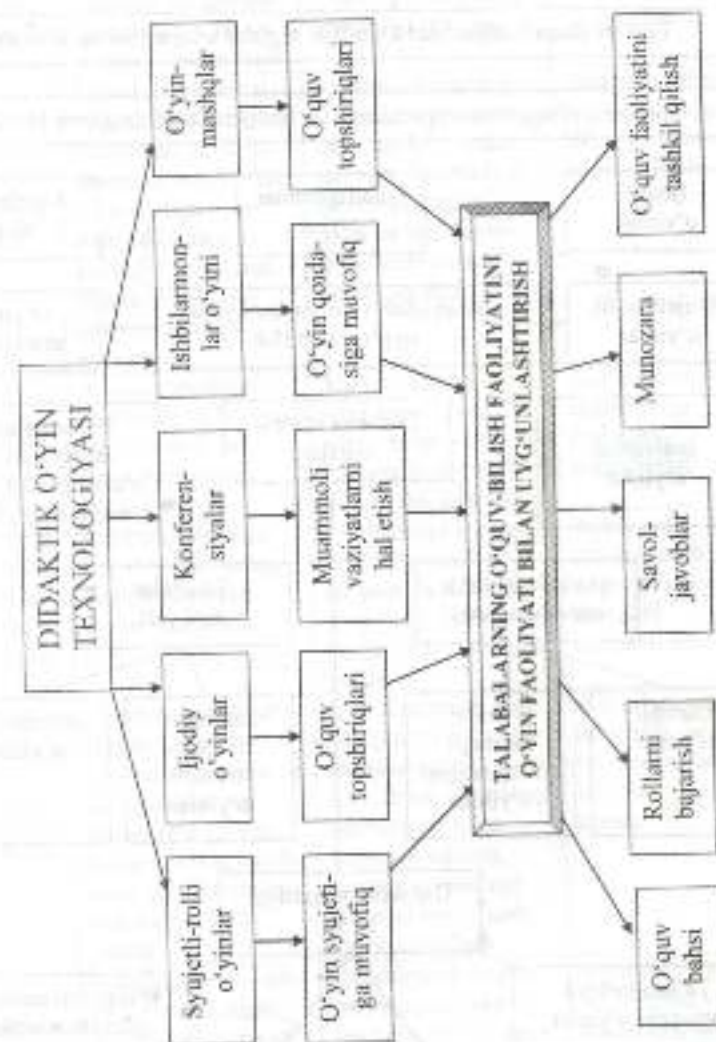 DIDAKTIK O‘YIN
TEXNOLOGIYASI
Syujetli-rolli
o‘yinlar
Ijodiy
o‘yinlar
Konferen-
siyalar
Ishbilarmon-
lar o‘yini
O‘yin-
mashqlar
O‘yin syujeti-
ga muvofiq
O‘quv
topshiriqlari
Muammoli
vaziyatlarni
hal etish
O‘yin qoida-
siga muvofiq
O‘quv
topshiriqlari
TALABALARNING O‘QUV-BILISH FAOLIYATINI
O‘YIN FAOLIYATI BILAN UYG‘UNLASHTIRISH
O‘quv
bahsi
Rollarni
bajarish
Savol-
javoblar
Munozara
O‘quv faoliyatini
tashkil qilish